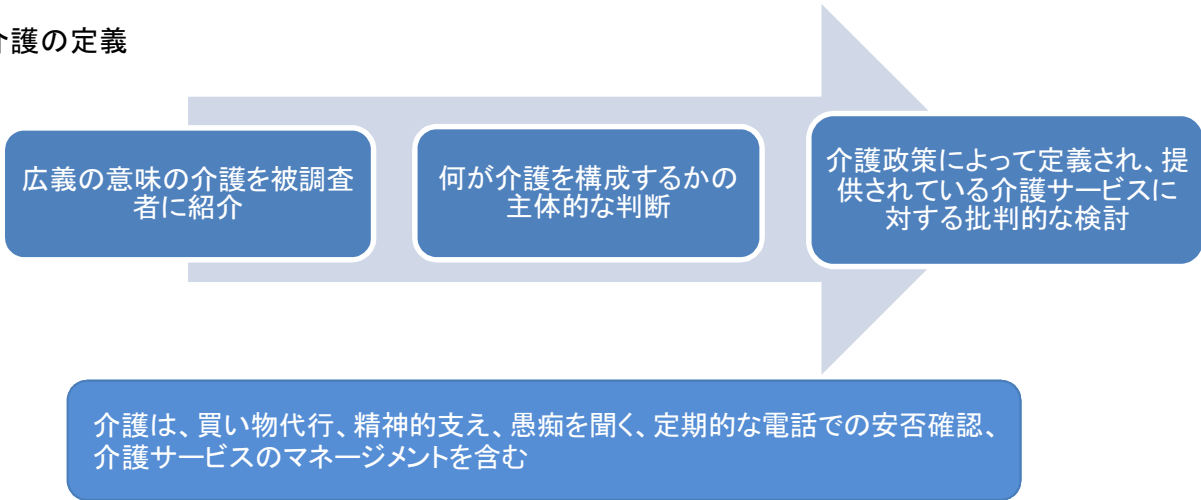 介護の定義
広義の意味の介護を被調査
者に紹介
何が介護を構成するかの
主体的な判断
介護政策によって定義され、提
供されている介護サービスに
対する批判的な検討
介護は、買い物代行、精神的支え、愚痴を聞く、定期的な電話での安否確認、
介護サービスのマネージメントを含む